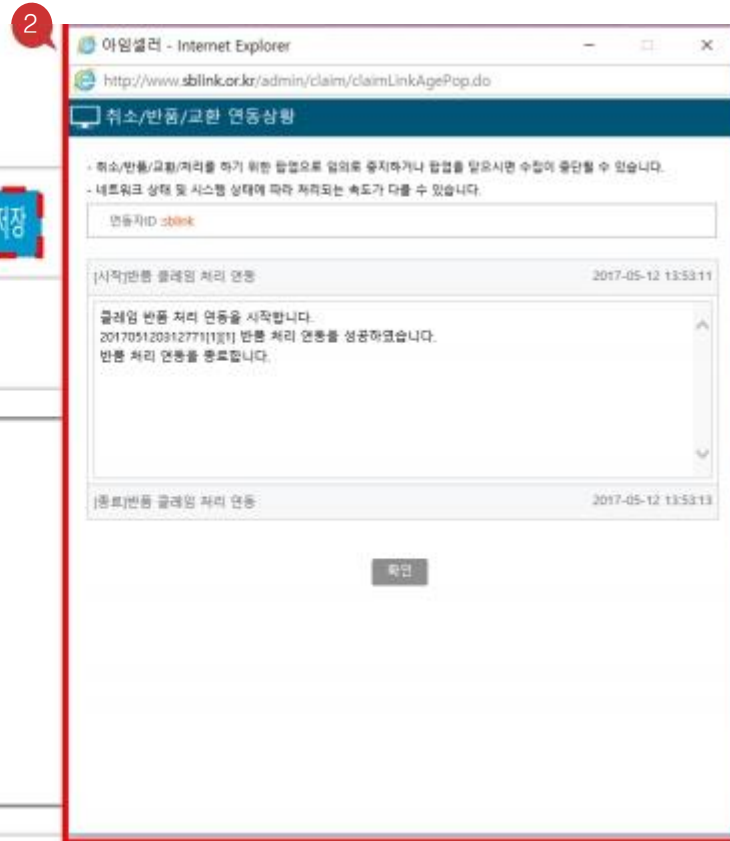 2
아임셀러 - Internet Explorer
http://www.sblink.or.kr/admin/claim/claimLinkAgePop.do
취소/반품/교환 연동상황
- 취소/반품/교환/처리를 하기 위한 팝업으로 임의로 중지하거나 팝업을 닫으시면 수집이 중단될 수 있습니다.
- 네트워크 상태 및 시스템 상태에 따라 처리되는 속도가 다를 수 있습니다.
저장
연동자ID :sblink
[시작]반품 클레임 처리 연동 2017-05-12 13:53:11
클레임 반품 처리 연동을 시작합니다.
201705120312771[1][1] 반품 처리 연동을 성공하였습니다.
반품 처리 연동을 종료합니다.
[종료]반품 클레임 처리 연동 2017-05-12 13:53:13
확인